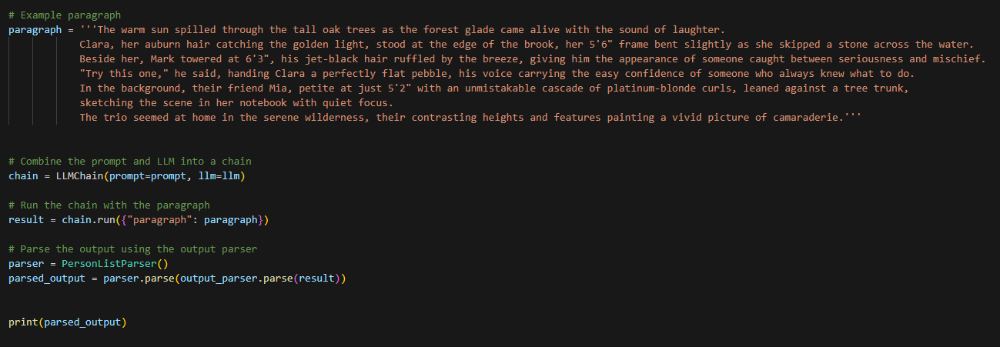 # Example paragraph
paragraph = '''The warm sun spilled through the tall oak trees as the forest glade came alive with the sound of laughter.
Clara, her auburn hair catching the golden light, stood at the edge of the brook, her 5'6" frame bent slightly as she skipped a stone across the water.
Beside her, Mark towered at 6'3", his jet-black hair ruffled by the breeze, giving him the appearance of someone caught between seriousness and mischief.
"Try this one," he said, handing Clara a perfectly flat pebble, his voice carrying the easy confidence of someone who always knew what to do.
In the background, their friend Mia, petite at just 5'2" with an unmistakable cascade of platinum-blonde curls, leaned against a tree trunk,
sketching the scene in her notebook with quiet focus.
The trio seemed at home in the serene wilderness, their contrasting heights and features painting a vivid picture of camaraderie.'''
# Combine the prompt and LLM into a chain
chain = LLMChain(prompt=prompt, llm=llm)
# Run the chain with the paragraph
result = chain.run({"paragraph": paragraph})
# Parse the output using the output parser
parser = PersonListParser()
parsed_output = parser.parse(output_parser.parse(result))
print(parsed_output)